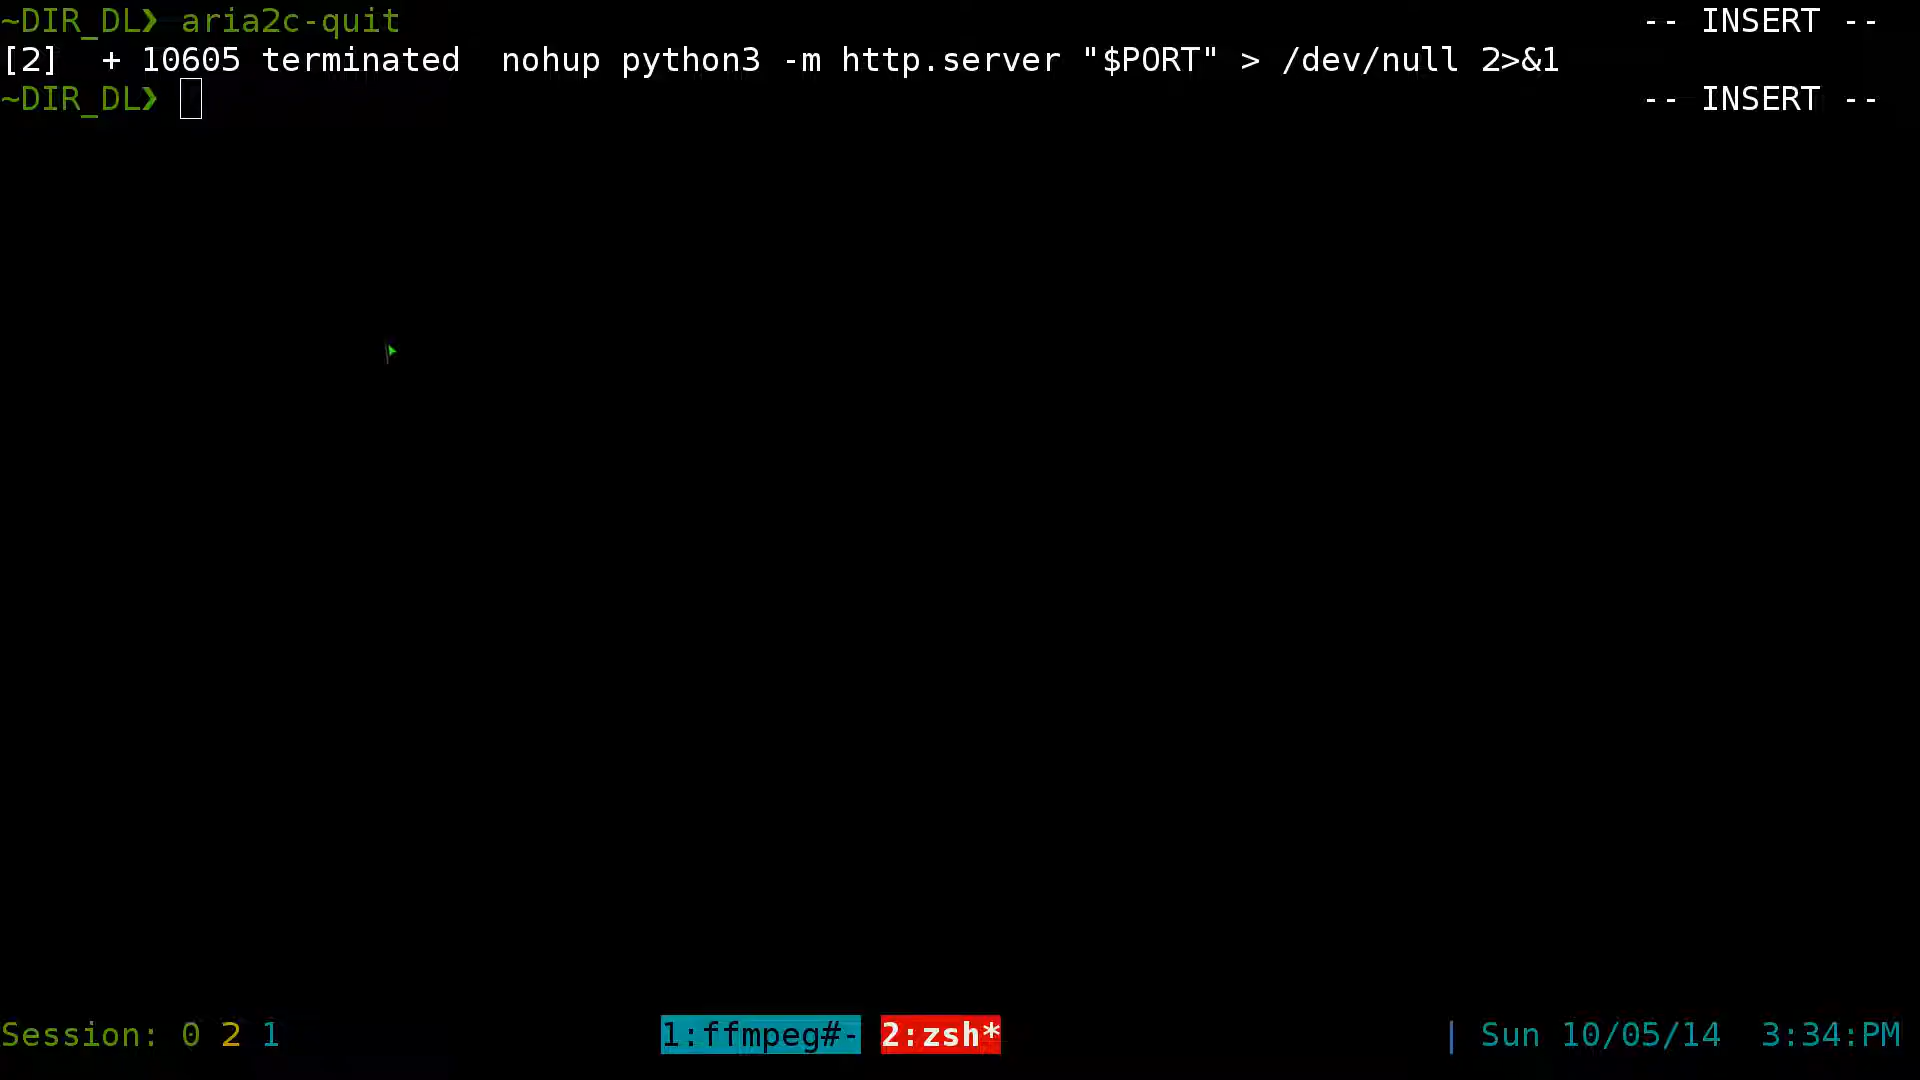 ~DIR_DL❯ aria2c-quit -- INSERT --
[2]  + 10605 terminated  nohup python3 -m http.server "$PORT" > /dev/null 2>&1
~DIR_DL❯ -- INSERT --
Session: 0 2 1 1:ffmpeg#- 2:zsh* | Sun 10/05/14  3:34:PM